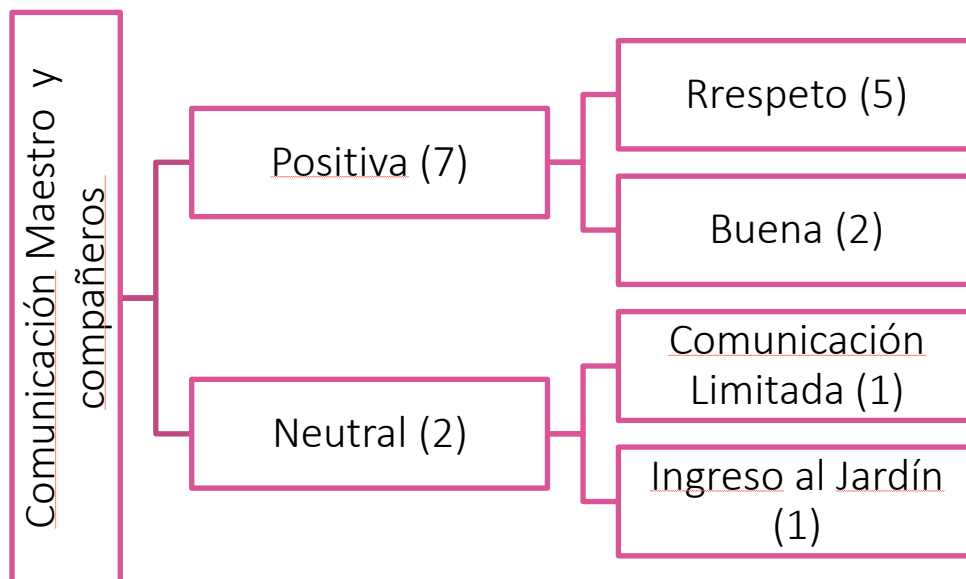 Comunicación Maestro y
compañeros
Positiva (7)
Rrespeto (5)
Buena (2)
Neutral (2)
Comunicación
Limitada (1)
Ingreso al Jardín
(1)